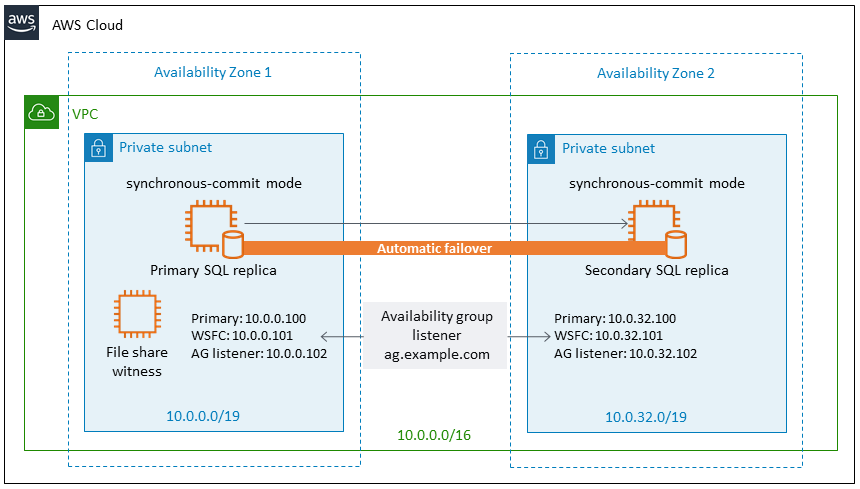 aws
AWS Cloud
Availability Zone 1
Availability Zone 2
VPC
Private subnet
Private subnet
synchronous-commit mode
synchronous-commit mode
Automatic failover
Primary SQL replica
Secondary SQL replica
Primary: 10.0.0.100
WSFC: 10.0.0.101
AG listener: 10.0.0.102
File share
witness
Availability group
listener
ag.example.com
Primary: 10.0.32.100
WSFC: 10.0.32.101
AG listener: 10.0.32.102
10.0.0.0/19
10.0.32.0/19
10.0.0.0/16